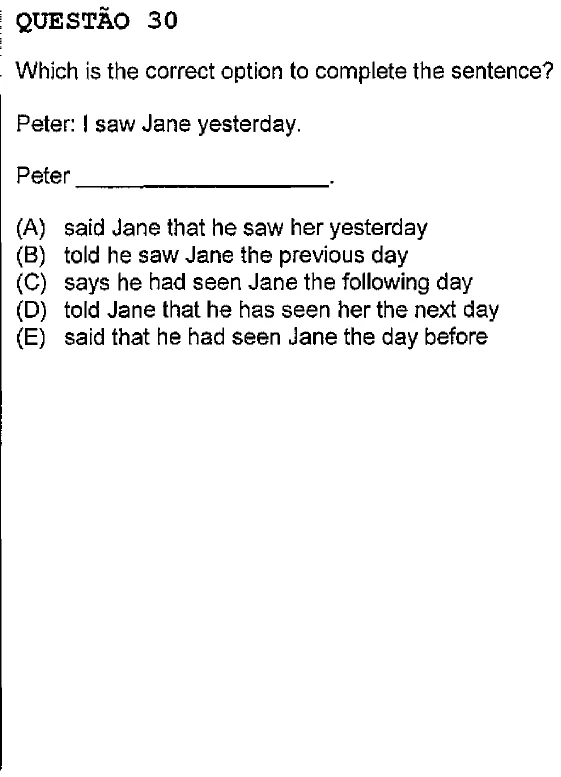 QUESTÃO 30
Which is the correct option to complete the sentence?
Peter: I saw Jane yesterday.
Peter ______________________.
(A) said Jane that he saw her yesterday
(B) told he saw Jane the previous day
(C) says he had seen Jane the following day
(D) told Jane that he has seen her the next day
(E) said that he had seen Jane the day before